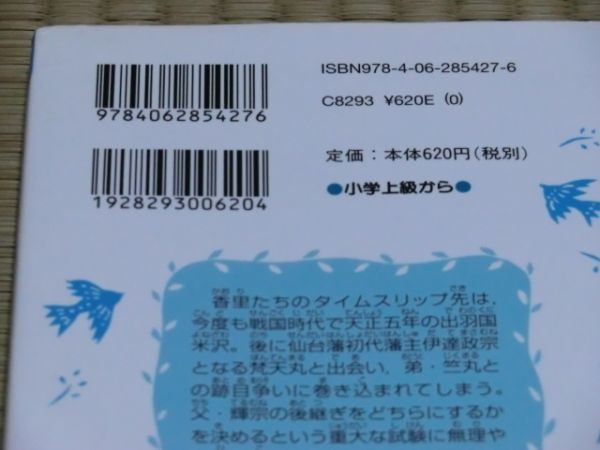 ISBN978-4-06-285427-6
9784062854276
C8293 ¥620E (0)
定価：本体620円(税別)
1928293006204
●小学上級から●
香里たちのタイムスリップ先は，
今度も戦国時代で天正五年の出羽国
米沢。後に仙台藩初代藩主伊達政宗
となる梵天丸と出会い，弟・竺丸と
の跡目争いに巻き込まれてしまう。
父・輝宗の後継ぎをどちらにするか
を決めるという重大な試験に無理や